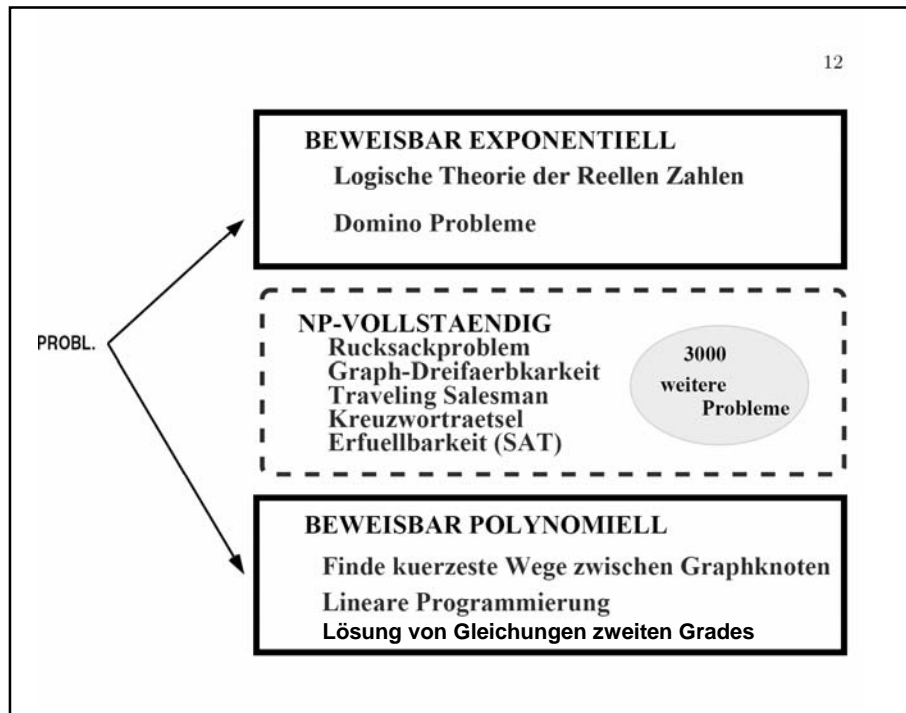 12
BEWEISBAR EXPONENTIELL
Logische Theorie der Reellen Zahlen
Domino Probleme
PROBL.
NP-VOLLSTAENDIG
Rucksackproblem
Graph-Dreifaerbkarkeit
Traveling Salesman
Kreuzwortraetsel
Erfuellbarkeit (SAT)
3000
weitere
Probleme
BEWEISBAR POLYNOMIELL
Finde kuerzeste Wege zwischen Graphknoten
Lineare Programmierung
Lösung von Gleichungen zweiten Grades